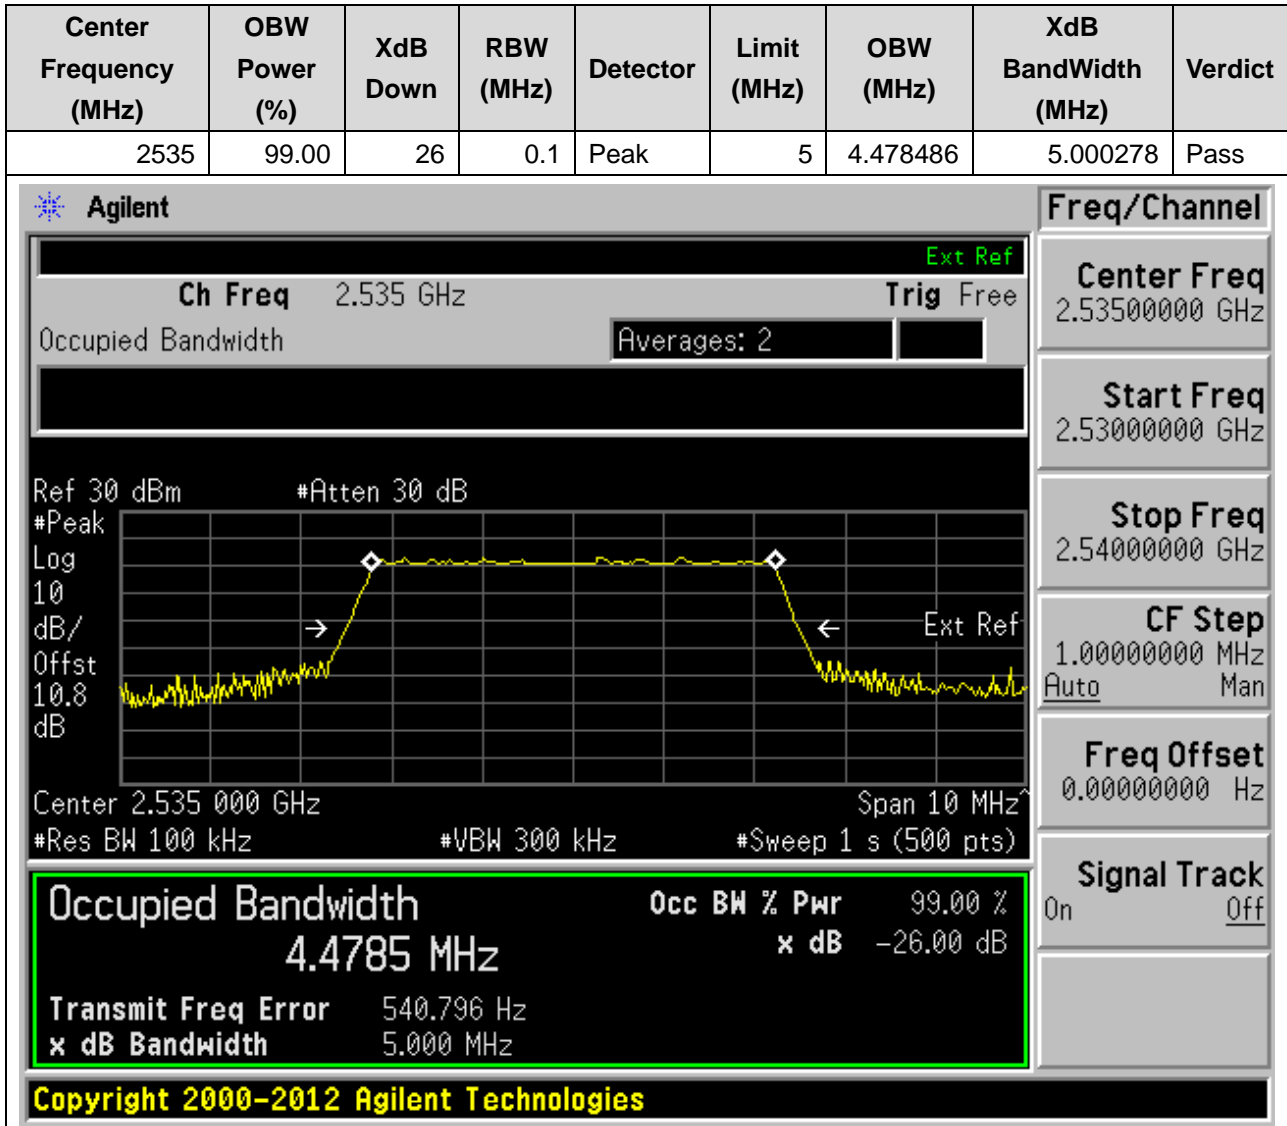 Center Frequency (MHz) OBW Power (%) XdB Down RBW (MHz) Detector Limit (MHz) OBW (MHz) XdB BandWidth (MHz) Verdict
2535 99.00 26 0.1 Peak 5 4.478486 5.000278 Pass
Agilent
Freq/Channel
Ext Ref
Ch Freq 2.535 GHz Trig Free
Occupied Bandwidth Averages: 2
Center Freq
2.53500000 GHz
Start Freq
2.53000000 GHz
Stop Freq
2.54000000 GHz
CF Step
1.00000000 MHz
Auto Man
Freq Offset
0.00000000 Hz
Signal Track
On Off
Ref 30 dBm #Atten 30 dB
#Peak
Log
10
dB/
Offst
10.8
dB
Ext Ref
Center 2.535 000 GHz Span 10 MHz^
#Res BW 100 kHz #VBW 300 kHz #Sweep 1 s (500 pts)
Occupied Bandwidth Occ BW % Pwr 99.00 %
4.4785 MHz x dB -26.00 dB
Transmit Freq Error 540.796 Hz
x dB Bandwidth 5.000 MHz
Copyright 2000-2012 Agilent Technologies